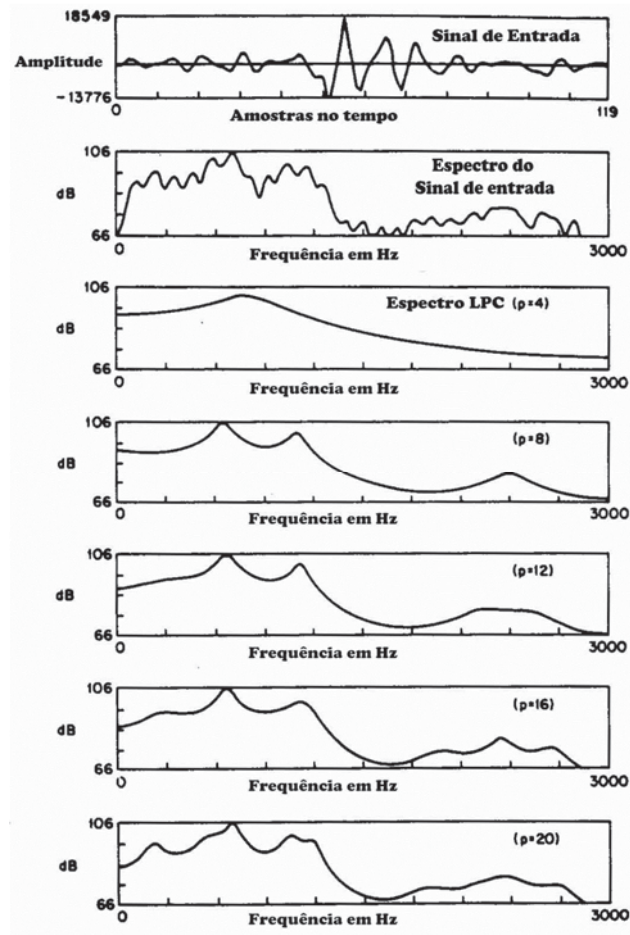 18549
Sinal de Entrada
Amplitude
-13776
0
119
Amostras no tempo
106
Espectro do
Sinal de entrada
dB
66
0
3000
Frequência em Hz
106
Espectro LPC (p=4)
dB
66
0
3000
Frequência em Hz
106
(p=8)
dB
66
0
3000
Frequência em Hz
106
(p=12)
dB
66
0
3000
Frequência em Hz
106
(p=16)
dB
66
0
3000
Frequência em Hz
106
(p=20)
dB
66
0
3000
Frequência em Hz